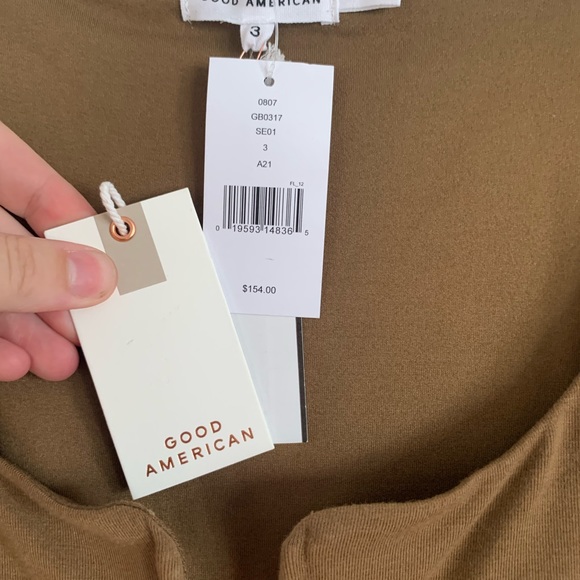 GOOD AMERICAN
3
0807
GB0317
SE01
3
A21
FL_12
0 19593 14836 5
$154.00
GOOD
AMERICAN